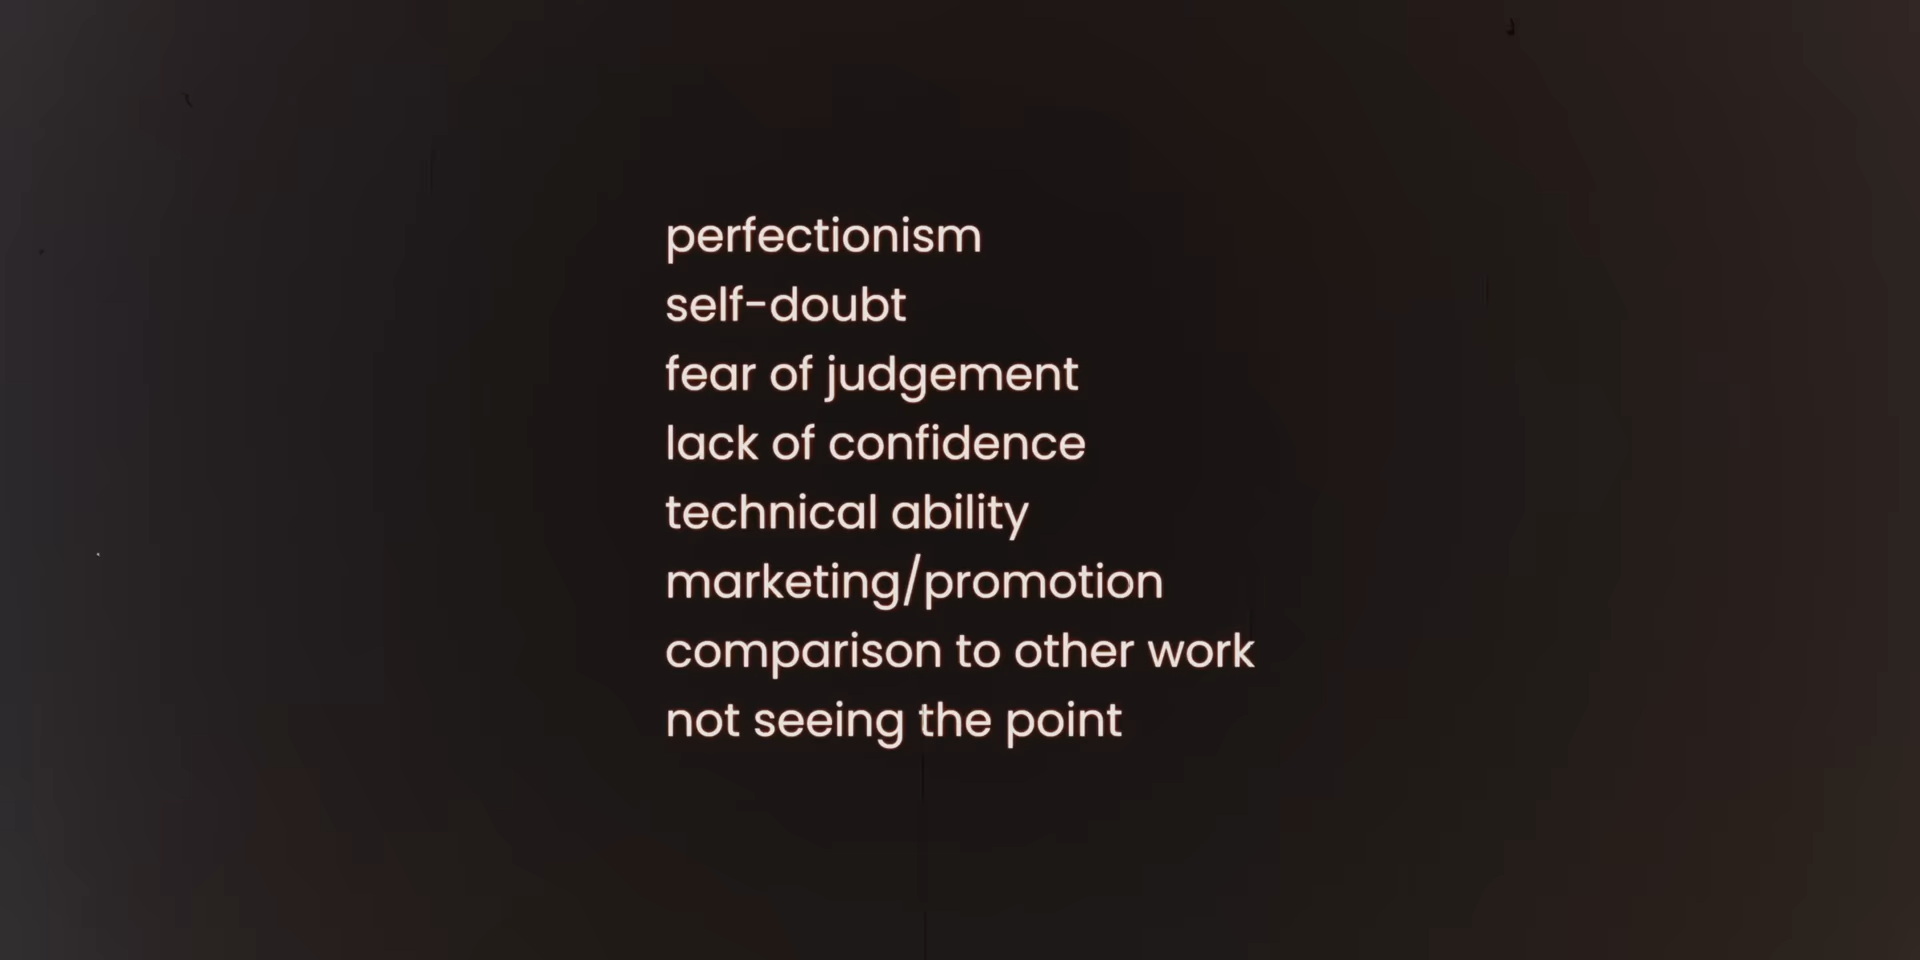 perfectionism
self-doubt
fear of judgement
lack of confidence
technical ability
marketing/promotion
comparison to other work
not seeing the point